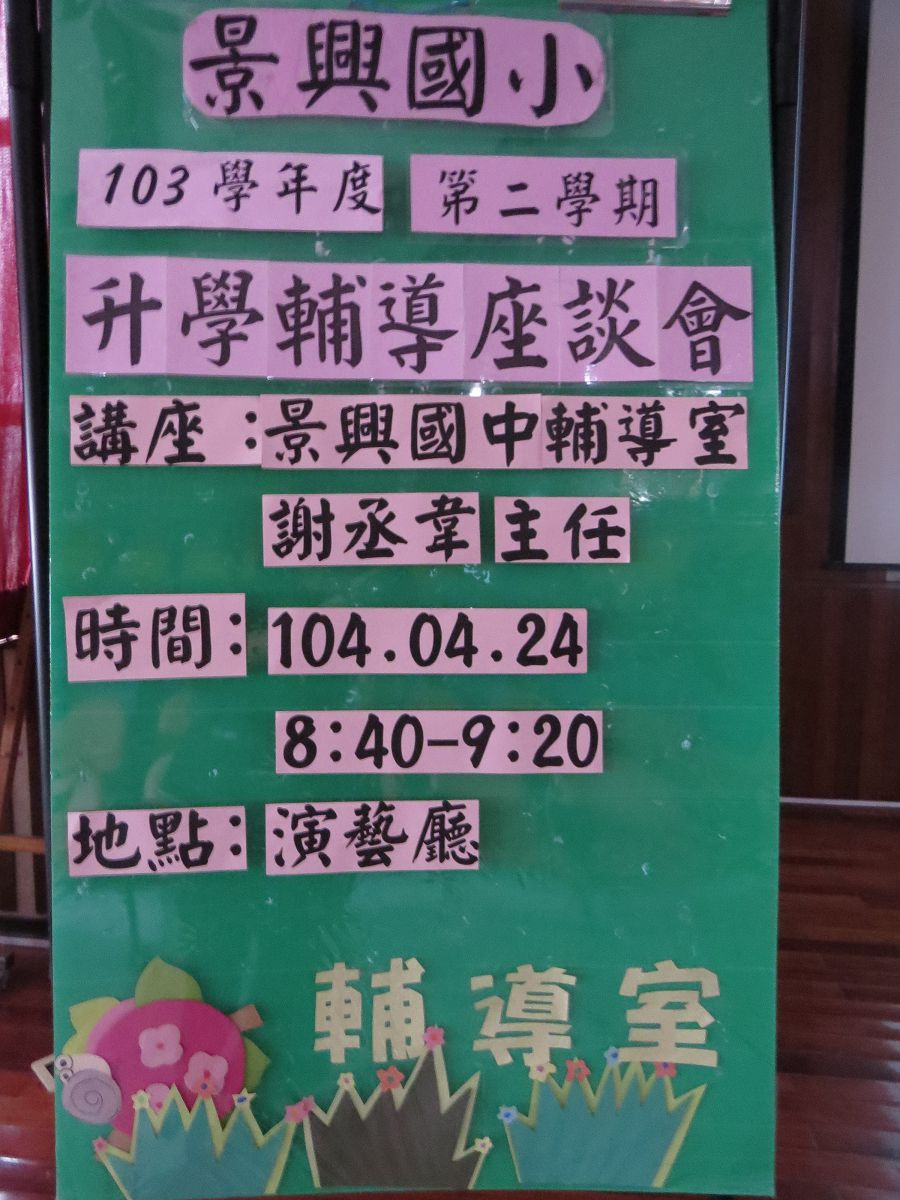 景興國小
103學年度 第二學期
升學輔導座談會
講座：景興國中輔導室
謝丞韋 主任
時間：104.04.24
8:40-9:20
地點：演藝廳
輔導室